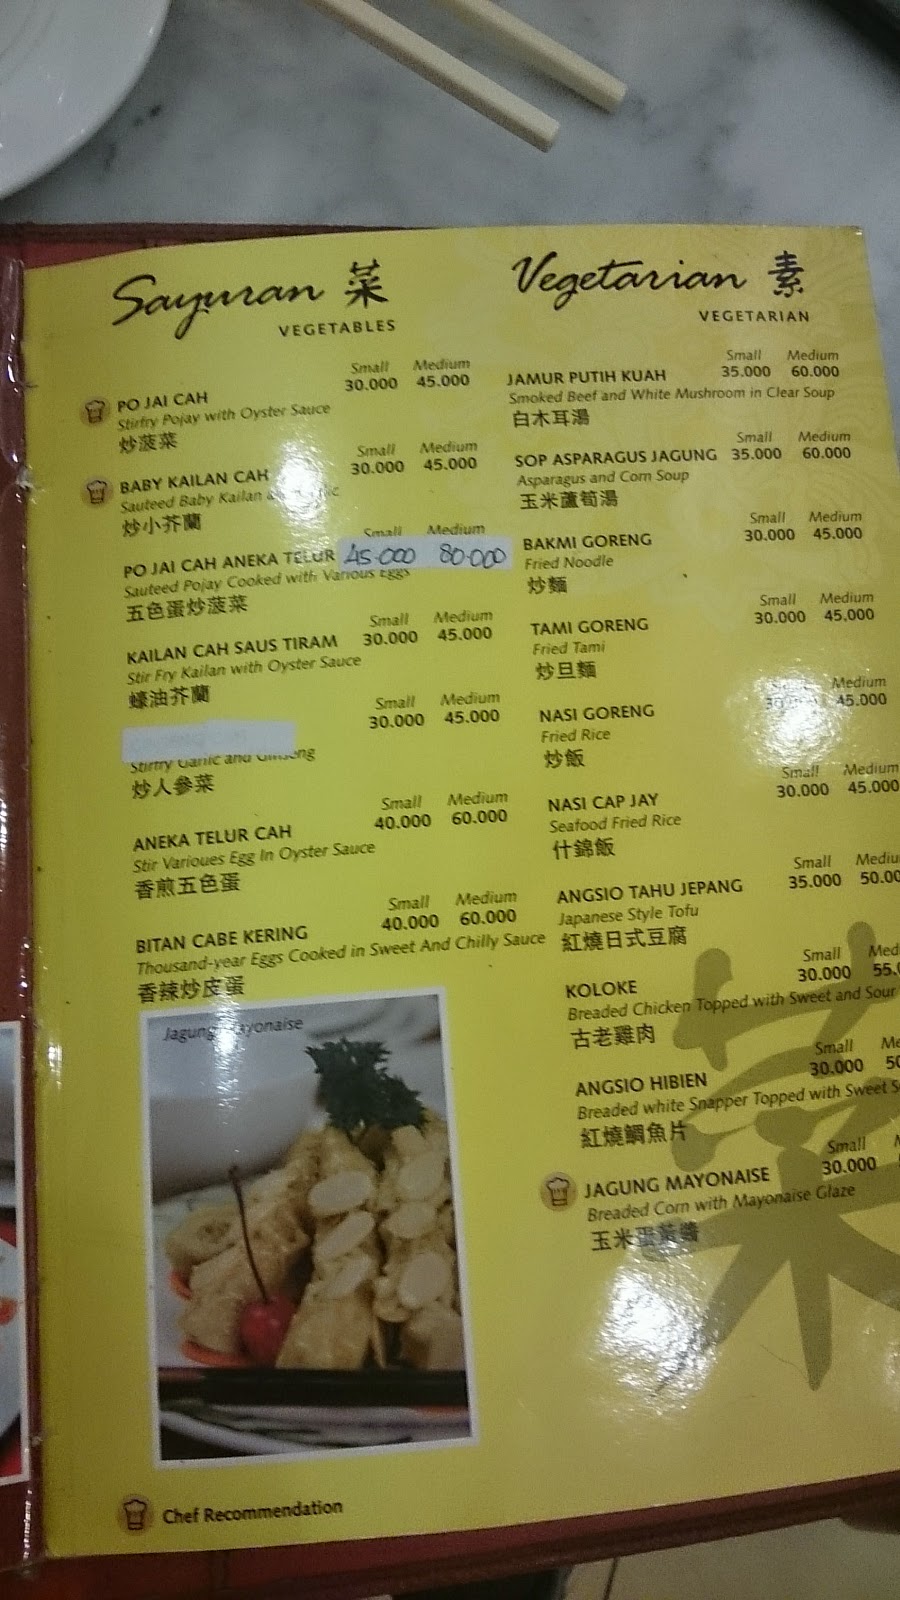 Sayuran 菜
VEGETABLES
Small Medium
PO JAI CAH 30.000 45.000
Stirfry Pojay with Oyster Sauce
炒菠菜
Small Medium
BABY KAILAN CAH 30.000 45.000
Sauteed Baby Kailan
炒小芥蘭
Small Medium
PO JAI CAH ANEKA TELUR 45.000 80.000
Sauteed Pojay Cooked with Various Eggs
五色蛋炒菠菜
Small Medium
KAILAN CAH SAUS TIRAM 30.000 45.000
Stir Fry Kailan with Oyster Sauce
蠔油芥蘭
Small Medium
30.000 45.000
Stirfry Garlic and Ginseng
炒人參菜
Small Medium
ANEKA TELUR CAH 40.000 60.000
Stir Varioues Egg In Oyster Sauce
香煎五色蛋
Small Medium
BITAN CABE KERING 40.000 60.000
Thousand-year Eggs Cooked in Sweet And Chilly Sauce
香辣炒皮蛋
Jagung Mayonaise
Chef Recommendation
Vegetarian 素
VEGETARIAN
Small Medium
JAMUR PUTIH KUAH 35.000 60.000
Smoked Beef and White Mushroom in Clear Soup
白木耳湯
Small Medium
SOP ASPARAGUS JAGUNG 35.000 60.000
Asparagus and Corn Soup
玉米蘆筍湯
Small Medium
BAKMI GORENG 30.000 45.000
Fried Noodle
炒麵
Small Medium
TAMI GORENG 30.000 45.000
Fried Tami
炒旦麵
Medium
NASI GORENG 45.000
Fried Rice
炒飯
Small Medium
NASI CAP JAY 30.000 45.000
Seafood Fried Rice
什錦飯
Small Mediu
ANGSIO TAHU JEPANG 35.000 50.00
Japanese Style Tofu
紅燒日式豆腐
Small Med
KOLOKE 30.000 55.
Breaded Chicken Topped with Sweet and Sour
古老雞肉
Small Me
ANGSIO HIBIEN 30.000 50
Breaded white Snapper Topped with Sweet S
紅燒鯛魚片
Small
JAGUNG MAYONAISE 30.000
Breaded Corn with Mayonaise Glaze
玉米蛋黃醬
菜